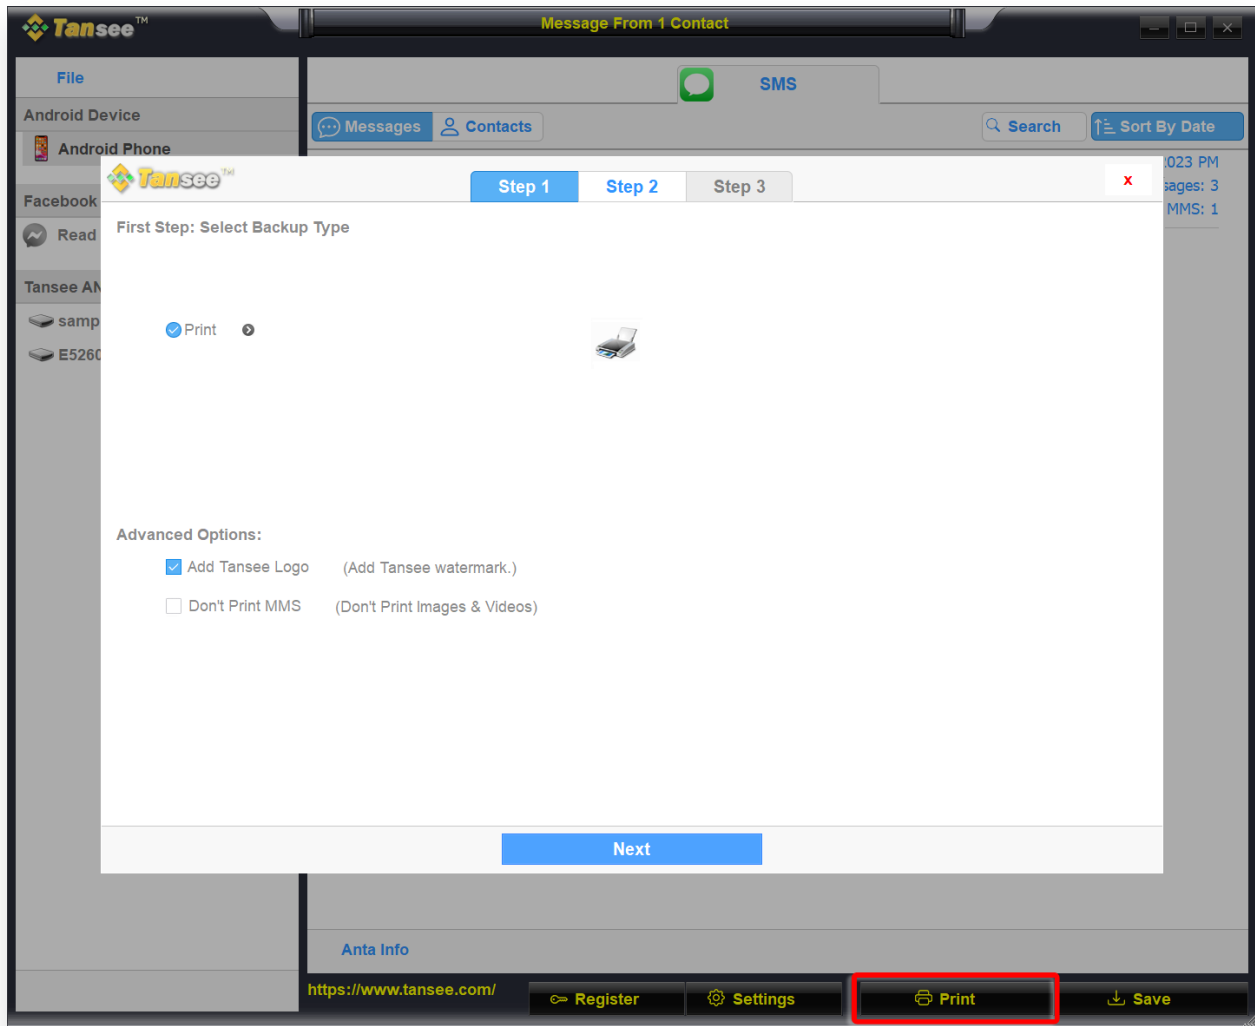 Tansee™
Message From 1 Contact
File
SMS
Android Device
Messages
Contacts
Search
Sort By Date
Android Phone
023 PM
Tansee™
Step 1
Step 2
Step 3
x
sages: 3
Facebook
MMS: 1
First Step: Select Backup Type
Read
Tansee AN
samp
Print
E5260
Advanced Options:
Add Tansee Logo (Add Tansee watermark.)
Don't Print MMS (Don't Print Images & Videos)
Next
Anta Info
https://www.tansee.com/
Register
Settings
Print
Save